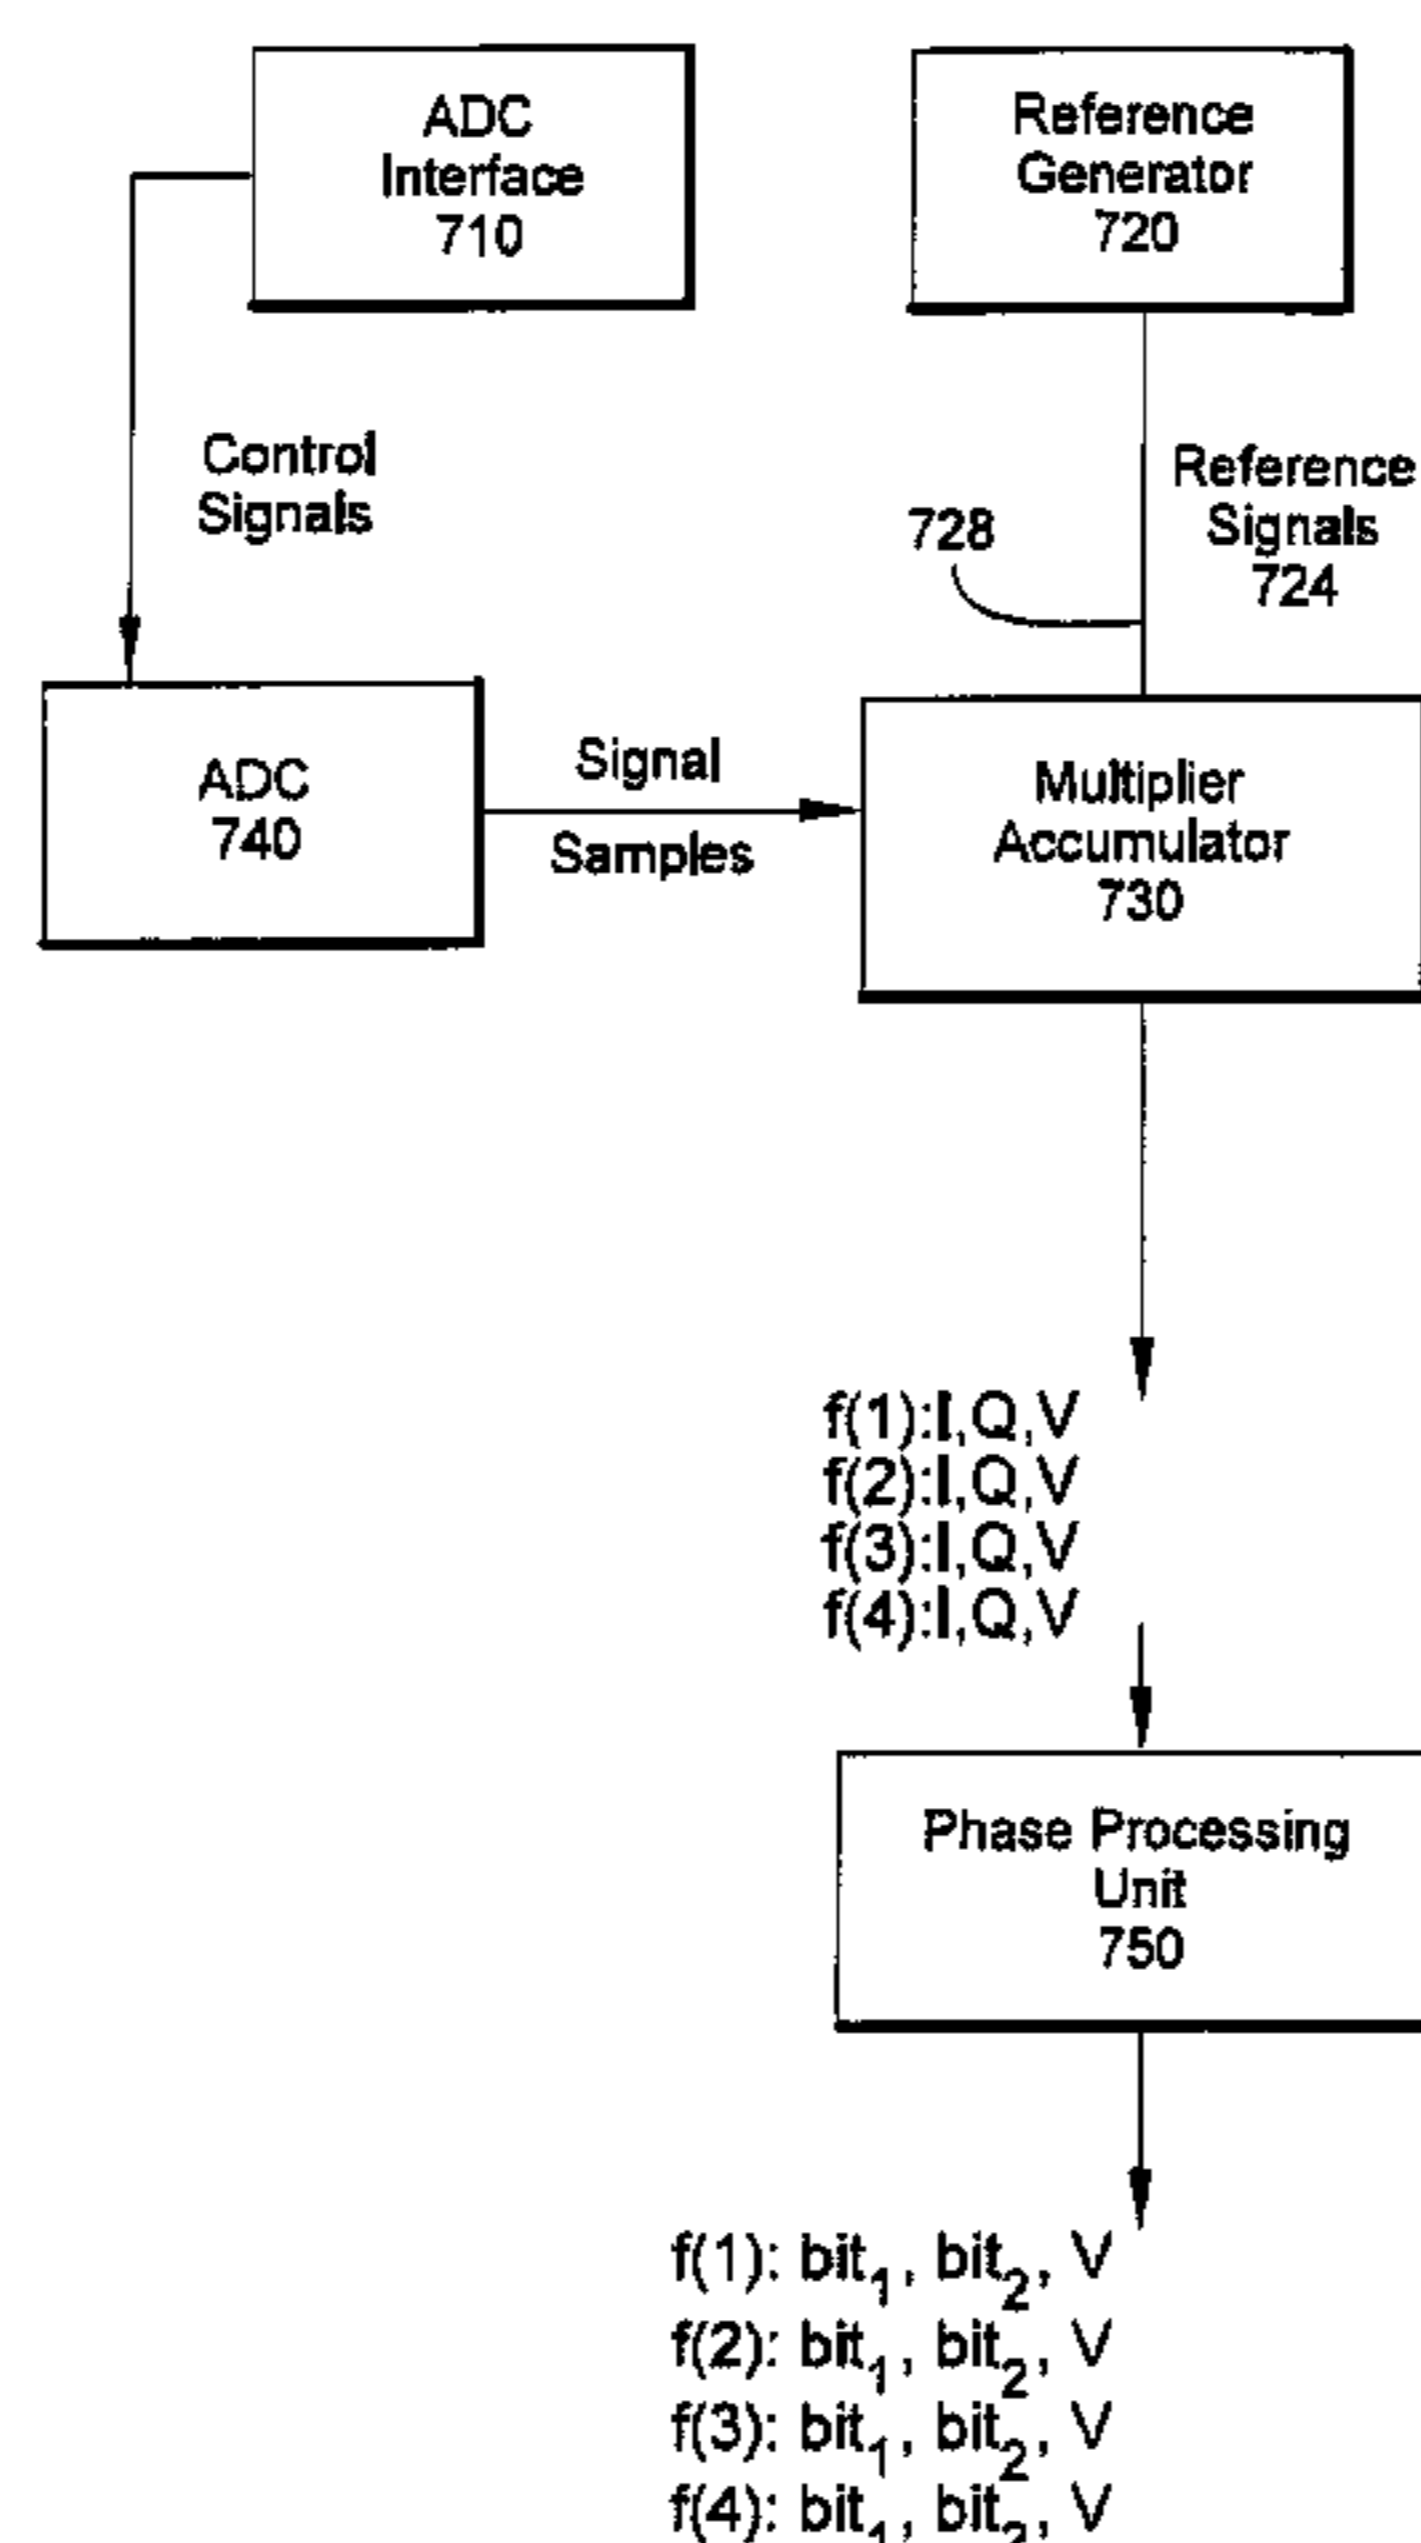 ADC
Interface
710
Reference
Generator
720
Control
Signals
Reference
Signals
724
728
ADC
740
Signal
Samples
Multiplier
Accumulator
730
f(1):I,Q,V
f(2):I,Q,V
f(3):I,Q,V
f(4):I,Q,V
Phase Processing
Unit
750
f(1): bit₁, bit₂, V
f(2): bit₁, bit₂, V
f(3): bit₁, bit₂, V
f(4): bit₁, bit₂, V